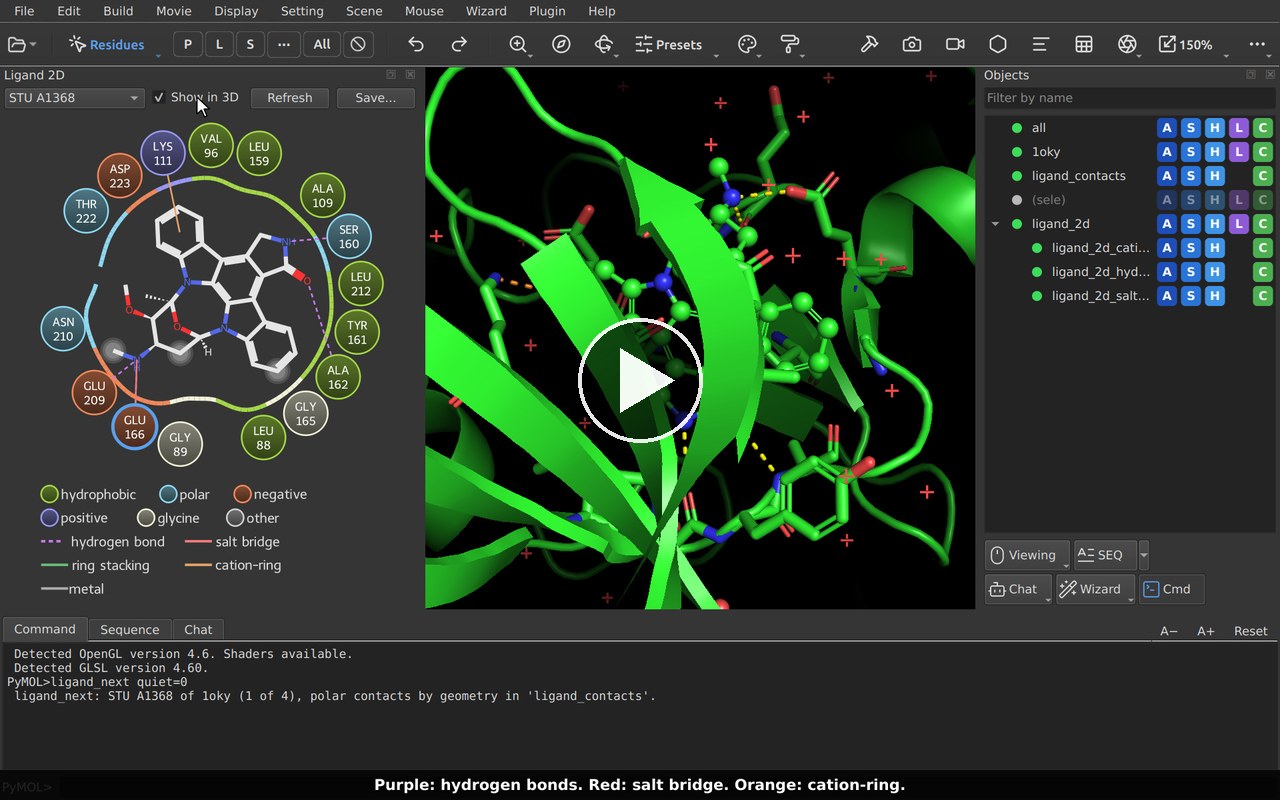 File Edit Build Movie Display Setting Scene Mouse Wizard Plugin Help
Residues P L S ... All Presets 150% ...
Ligand 2D
STU A1368 Show in 3D Refresh Save...
LYS 111
VAL 96
LEU 159
ASP 223
THR 222
ALA 109
SER 160
LEU 212
TYR 161
ALA 162
GLY 165
LEU 88
GLY 89
GLU 166
GLU 209
ASN 210
N
O
N
N
O
O
H
N
H
hydrophobic polar negative
positive glycine other
hydrogen bond salt bridge
ring stacking cation-ring
metal
Objects
Filter by name
all A S H L C
1oky A S H L C
ligand_contacts A S H C
(sele) A S H L C
ligand_2d A S H L C
ligand_2d_cati... A S H C
ligand_2d_hyd... A S H C
ligand_2d_salt... A S H C
Viewing SEQ
Chat Wizard Cmd
Command Sequence Chat A− A+ Reset
Detected OpenGL version 4.6. Shaders available.
Detected GLSL version 4.60.
PyMOL>ligand_next quiet=0
ligand_next: STU A1368 of 1oky (1 of 4), polar contacts by geometry in 'ligand_contacts'.
PyMOL>
Purple: hydrogen bonds. Red: salt bridge. Orange: cation-ring.